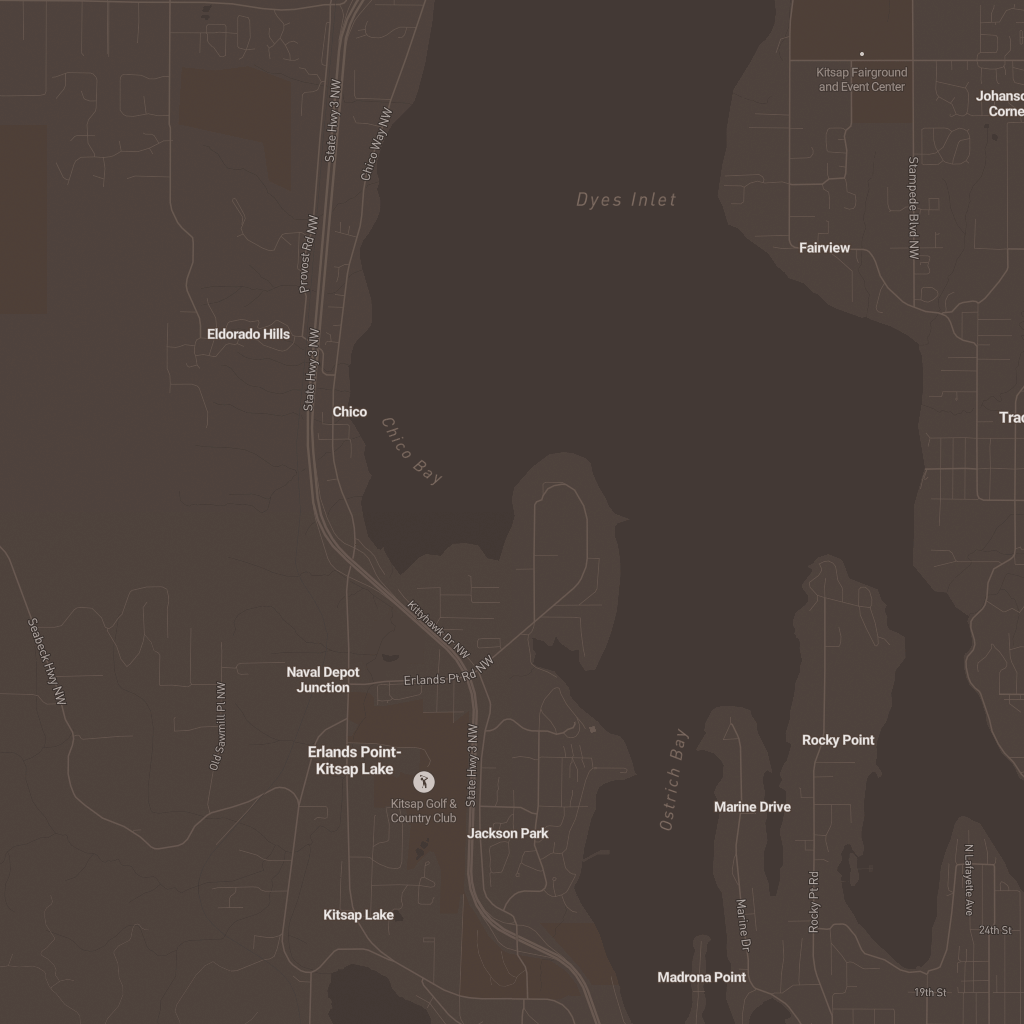 Kitsap Fairground
and Event Center
Johanso
Corne
State Hwy 3 NW
Chico Way NW
Dyes Inlet
Stampede Blvd NW
Provost Rd NW
Fairview
Eldorado Hills
State Hwy 3 NW
Chico
Chico Bay
Trac
Kittyhawk Dr NW
Seabeck Hwy NW
Naval Depot
Junction
Erlands Pt Rd NW
Old Sawmill Pl NW
Erlands Point-
Kitsap Lake
State Hwy 3 NW
Ostrich Bay
Rocky Point
Kitsap Golf &
Country Club
Marine Drive
Jackson Park
N Lafayette Ave
Rocky Pt Rd
Kitsap Lake
Marine Dr
24th St
Madrona Point
19th St